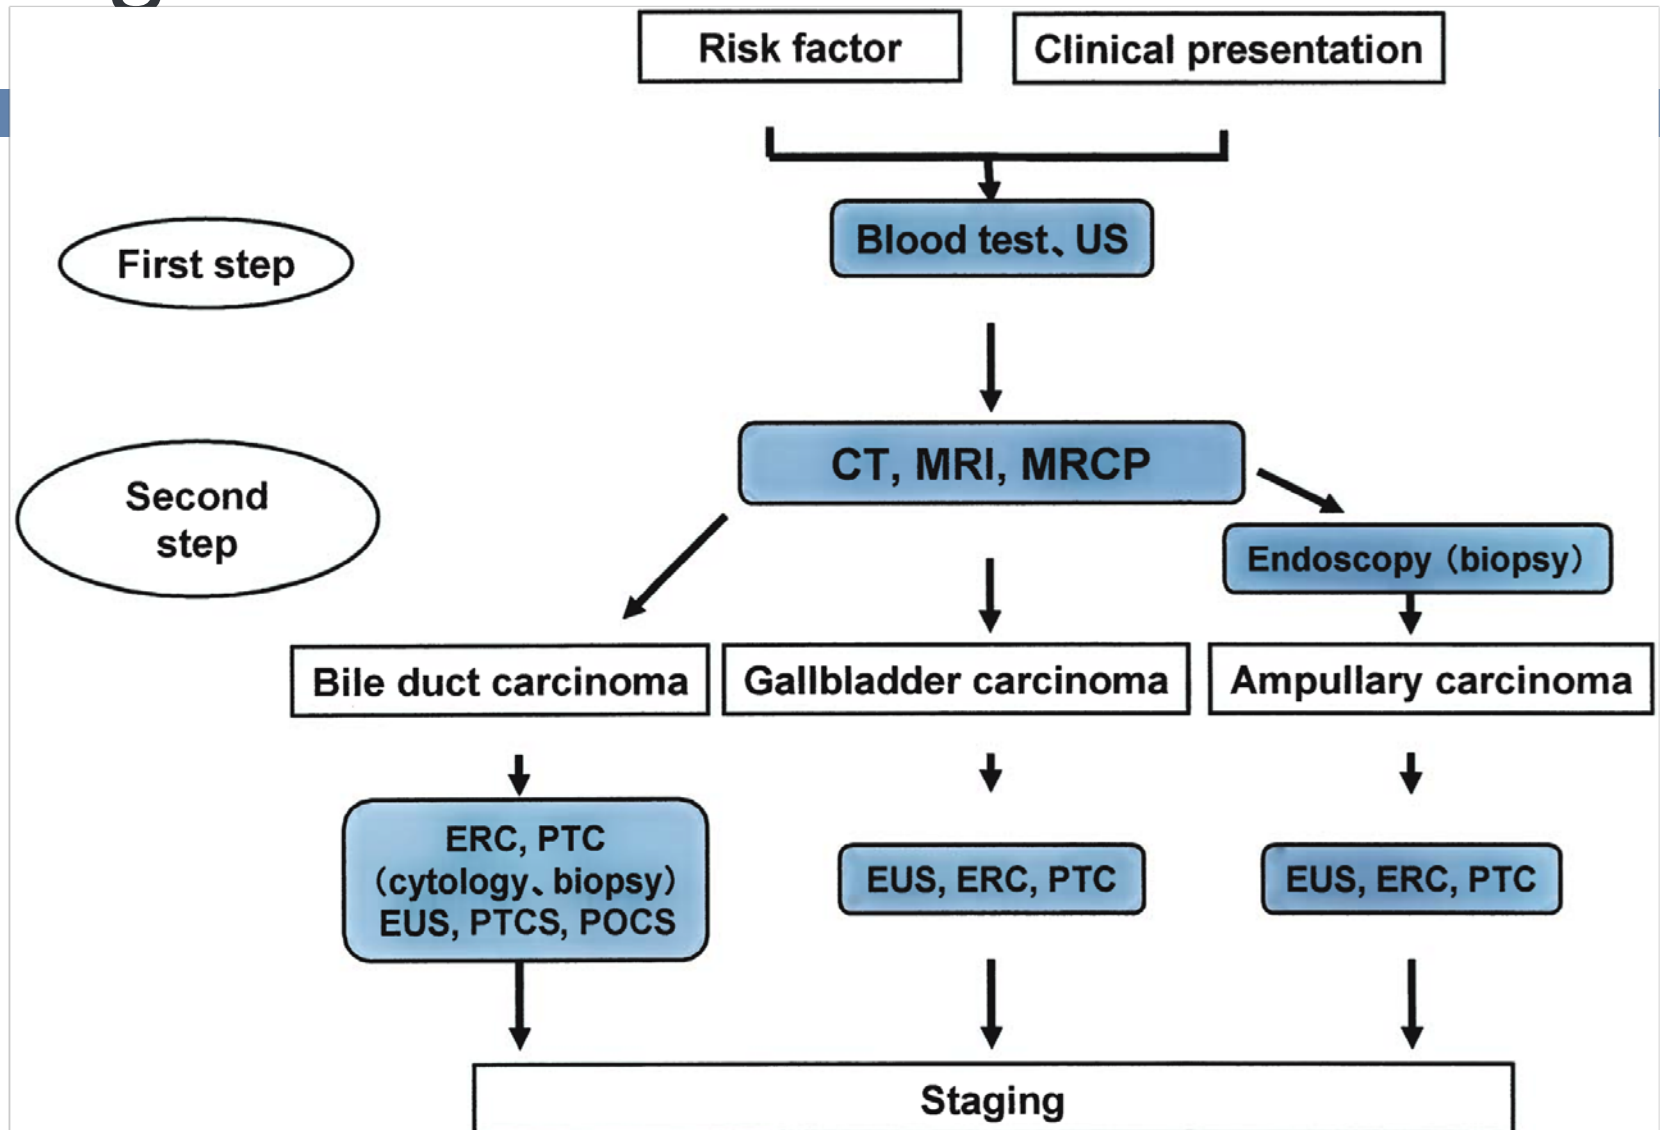 Risk factor
Clinical presentation
Blood test、US
First step
CT, MRI, MRCP
Second
step
Endoscopy（biopsy）
Bile duct carcinoma
Gallbladder carcinoma
Ampullary carcinoma
ERC, PTC
（cytology、biopsy）
EUS, PTCS, POCS
EUS, ERC, PTC
EUS, ERC, PTC
Staging